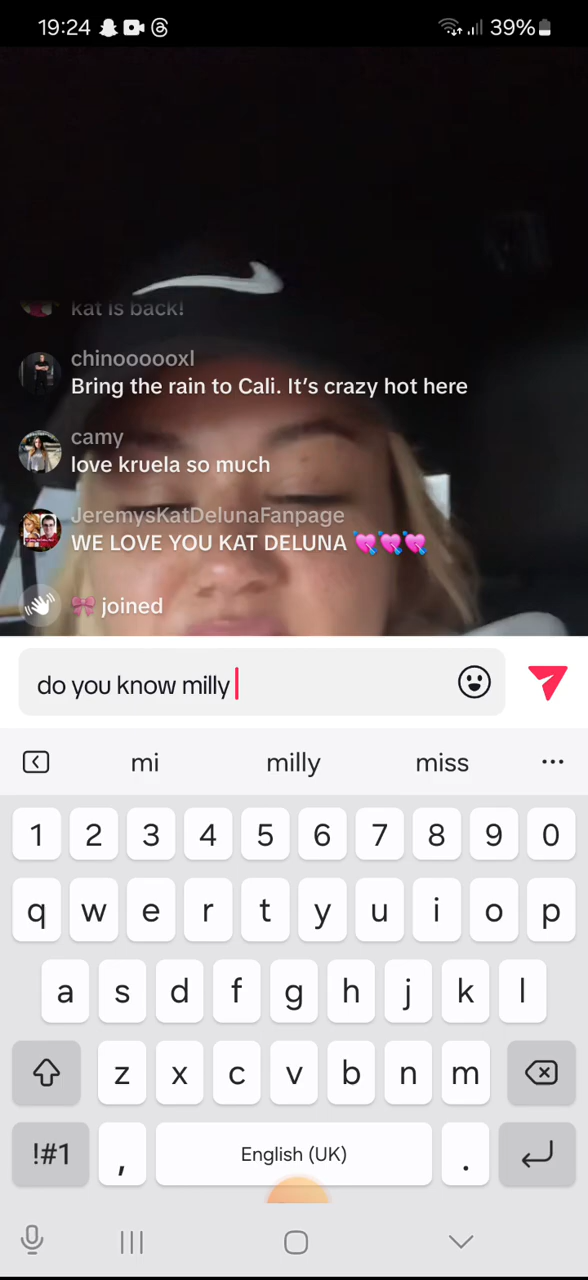 19:24 39%
kat is back!
chinoooooxl
Bring the rain to Cali. It’s crazy hot here
camy
love kruela so much
JeremysKatDelunaFanpage
WE LOVE YOU KAT DELUNA 💘💘💘
🎀 joined
do you know milly
mi milly miss
1 2 3 4 5 6 7 8 9 0
q w e r t y u i o p
a s d f g h j k l
z x c v b n m
!#1 , English (UK) .